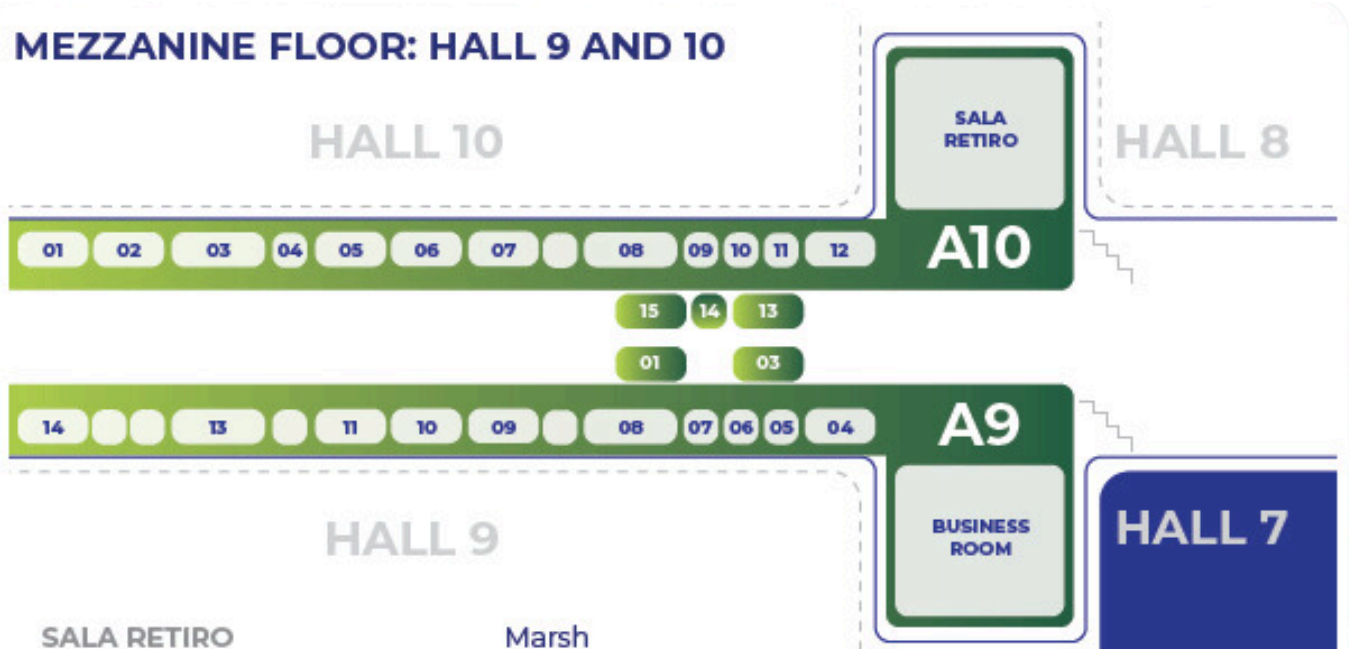 MEZZANINE FLOOR: HALL 9 AND 10
SALA
RETIRO
HALL 10
HALL 8
01 02 03 04 05 06 07 08 09 10 11 12
A10
15 14 13
01 03
A9
14 13 11 10 09 08 07 06 05 04
BUSINESS
ROOM
HALL 9
HALL 7
SALA RETIRO
Marsh